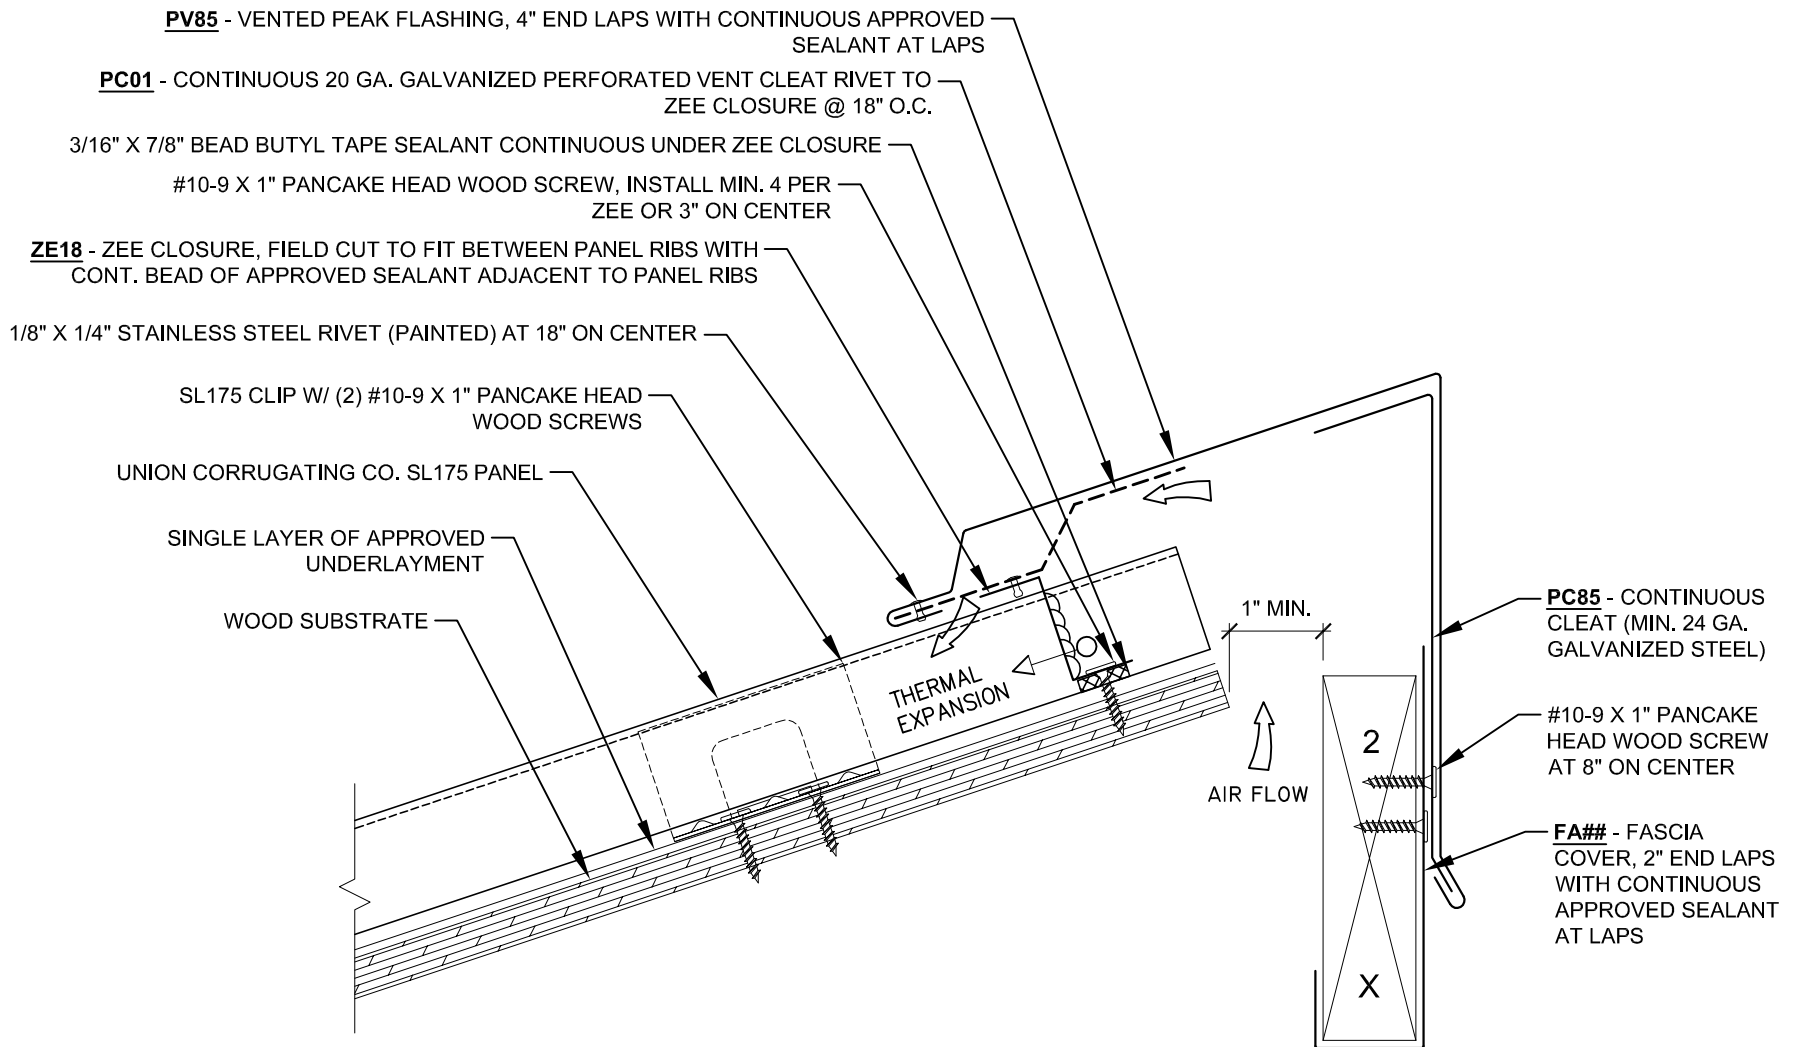 PV85 - VENTED PEAK FLASHING, 4" END LAPS WITH CONTINUOUS APPROVED
SEALANT AT LAPS
PC01 - CONTINUOUS 20 GA. GALVANIZED PERFORATED VENT CLEAT RIVET TO
ZEE CLOSURE @ 18" O.C.
3/16" X 7/8" BEAD BUTYL TAPE SEALANT CONTINUOUS UNDER ZEE CLOSURE
#10-9 X 1" PANCAKE HEAD WOOD SCREW, INSTALL MIN. 4 PER
ZEE OR 3" ON CENTER
ZE18 - ZEE CLOSURE, FIELD CUT TO FIT BETWEEN PANEL RIBS WITH
CONT. BEAD OF APPROVED SEALANT ADJACENT TO PANEL RIBS
1/8" X 1/4" STAINLESS STEEL RIVET (PAINTED) AT 18" ON CENTER
SL175 CLIP W/ (2) #10-9 X 1" PANCAKE HEAD
WOOD SCREWS
UNION CORRUGATING CO. SL175 PANEL
SINGLE LAYER OF APPROVED
UNDERLAYMENT
WOOD SUBSTRATE
THERMAL
EXPANSION
1" MIN.
AIR FLOW
2
X
PC85 - CONTINUOUS
CLEAT (MIN. 24 GA.
GALVANIZED STEEL)
#10-9 X 1" PANCAKE
HEAD WOOD SCREW
AT 8" ON CENTER
FA## - FASCIA
COVER, 2" END LAPS
WITH CONTINUOUS
APPROVED SEALANT
AT LAPS